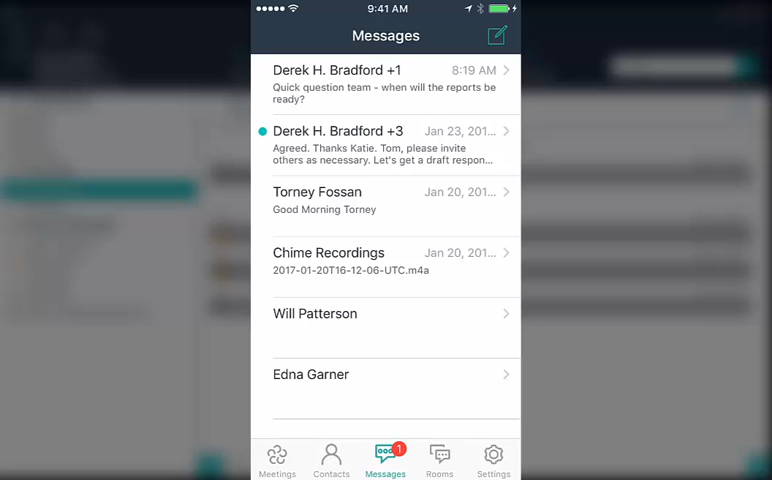 9:41 AM
Messages
Derek H. Bradford +1 8:19 AM
Quick question team - when will the reports be
ready?
Derek H. Bradford +3 Jan 23, 201...
Agreed. Thanks Katie. Tom, please invite
others as necessary. Let's get a draft respon...
Torney Fossan Jan 20, 201...
Good Morning Torney
Chime Recordings Jan 20, 201...
2017-01-20T16-12-06-UTC.m4a
Will Patterson
Edna Garner
1
Meetings Contacts Messages Rooms Settings